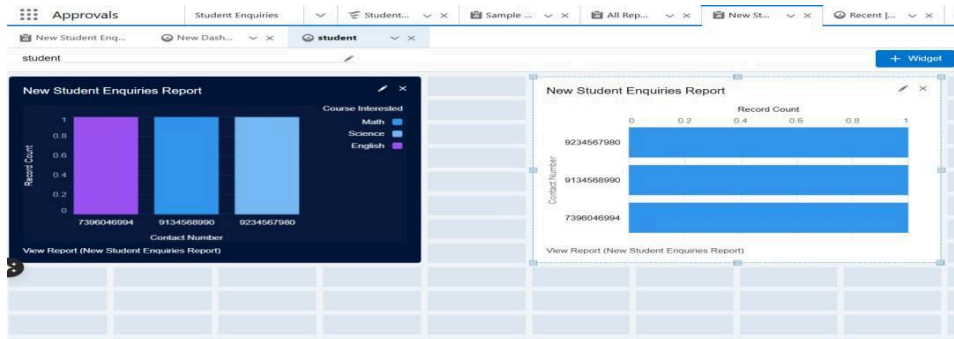 Approvals
Student Enquiries
Student...
Sample ...
All Rep...
New St...
Recent |...
New Student Enq...
New Dash...
student
student
+ Widget
New Student Enquiries Report
Course Interested
Math
Science
English
Record Count
1
0.8
0.6
0.4
0.2
0
7396046994
9134568990
9234567980
Contact Number
View Report (New Student Enquiries Report)
New Student Enquiries Report
Record Count
0
0.2
0.4
0.6
0.8
1
Contact Number
9234567980
9134568990
7396046994
View Report (New Student Enquiries Report)